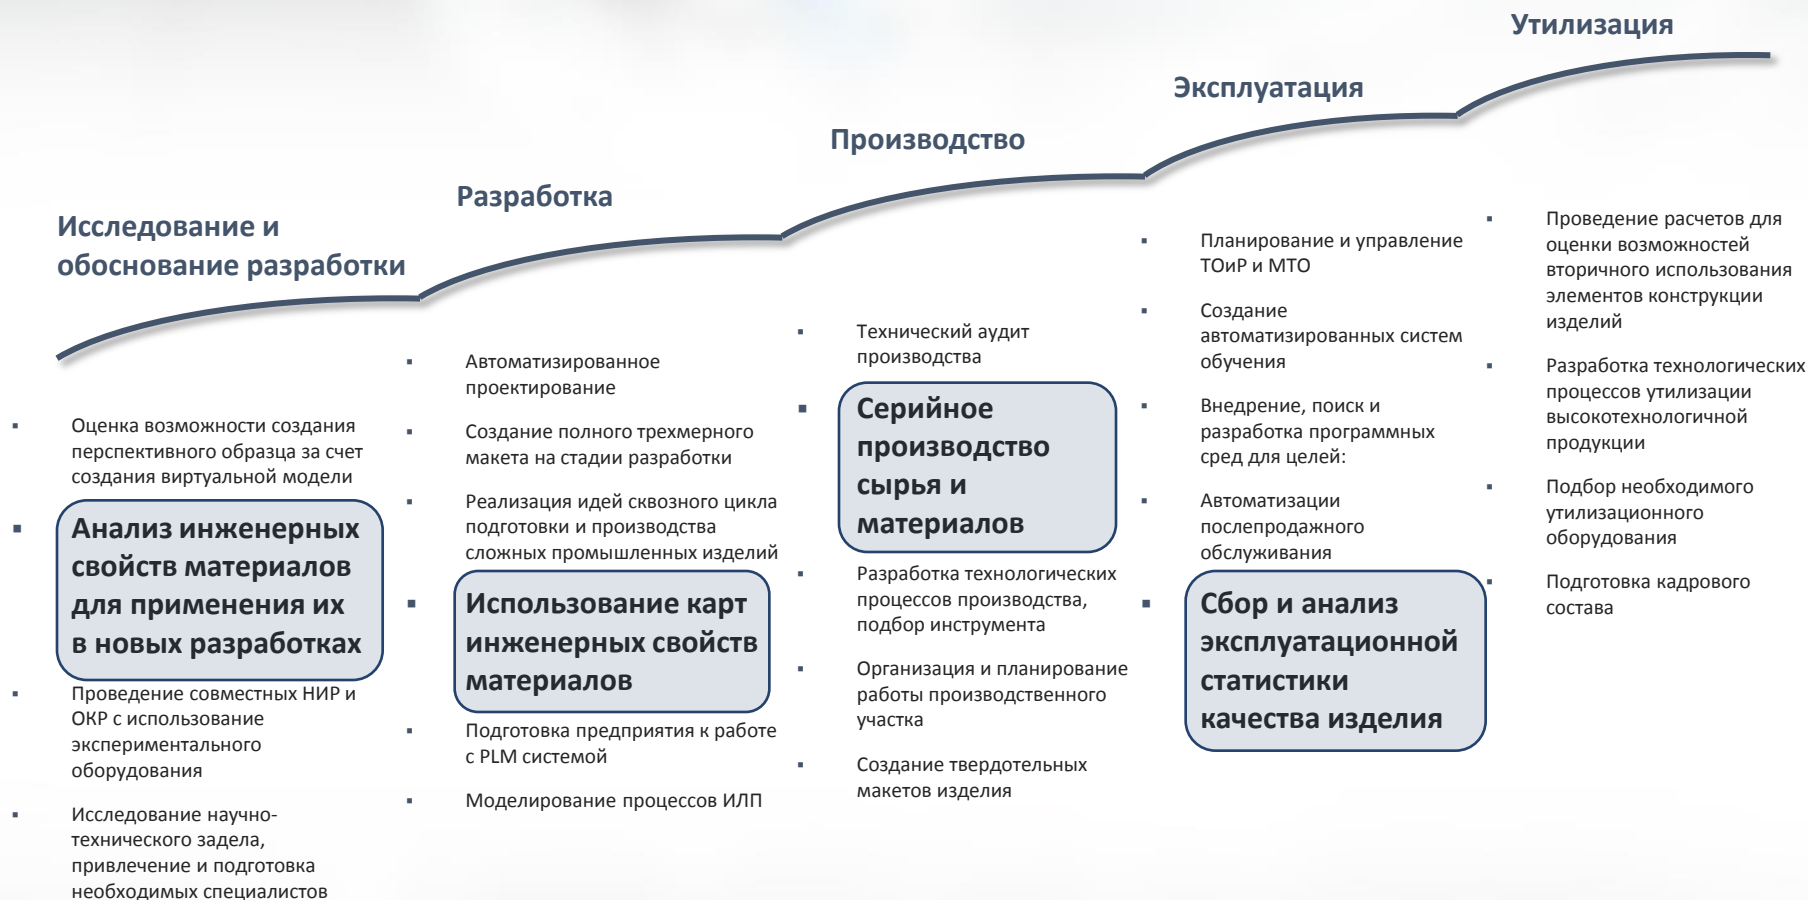 Исследование и
обоснование разработки
▪ Оценка возможности создания
перспективного образца за счет
создания виртуальной модели
▪ Анализ инженерных
свойств материалов
для применения их
в новых разработках
▪ Проведение совместных НИР и
ОКР с использование
экспериментального
оборудования
▪ Исследование научно-
технического задела,
привлечение и подготовка
необходимых специалистов
Разработка
▪ Автоматизированное
проектирование
▪ Создание полного трехмерного
макета на стадии разработки
▪ Реализация идей сквозного цикла
подготовки и производства
сложных промышленных изделий
▪ Использование карт
инженерных свойств
материалов
▪ Подготовка предприятия к работе
с PLM системой
▪ Моделирование процессов ИЛП
Производство
▪ Технический аудит
производства
▪ Серийное
производство
сырья и
материалов
▪ Разработка технологических
процессов производства,
подбор инструмента
▪ Организация и планирование
работы производственного
участка
▪ Создание твердотельных
макетов изделия
Эксплуатация
▪ Планирование и управление
ТОиР и МТО
▪ Создание
автоматизированных систем
обучения
▪ Внедрение, поиск и
разработка программных
сред для целей:
▪ Автоматизации
послепродажного
обслуживания
▪ Сбор и анализ
эксплуатационной
статистики
качества изделия
Утилизация
▪ Проведение расчетов для
оценки возможностей
вторичного использования
элементов конструкции
изделий
▪ Разработка технологических
процессов утилизации
высокотехнологичной
продукции
▪ Подбор необходимого
утилизационного
оборудования
▪ Подготовка кадрового
состава